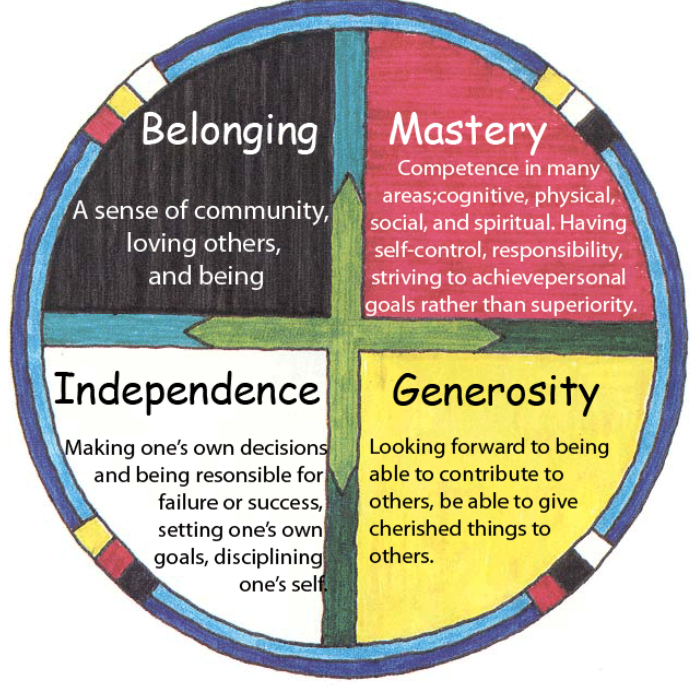 Belonging
A sense of community,
loving others,
and being
Mastery
Competence in many
areas;cognitive, physical,
social, and spiritual. Having
self-control, responsibility,
striving to achievepersonal
goals rather than superiority.
Independence
Making one's own decisions
and being resonsible for
failure or success,
setting one's own
goals, disciplining
one's self.
Generosity
Looking forward to being
able to contribute to
others, be able to give
cherished things to
others.